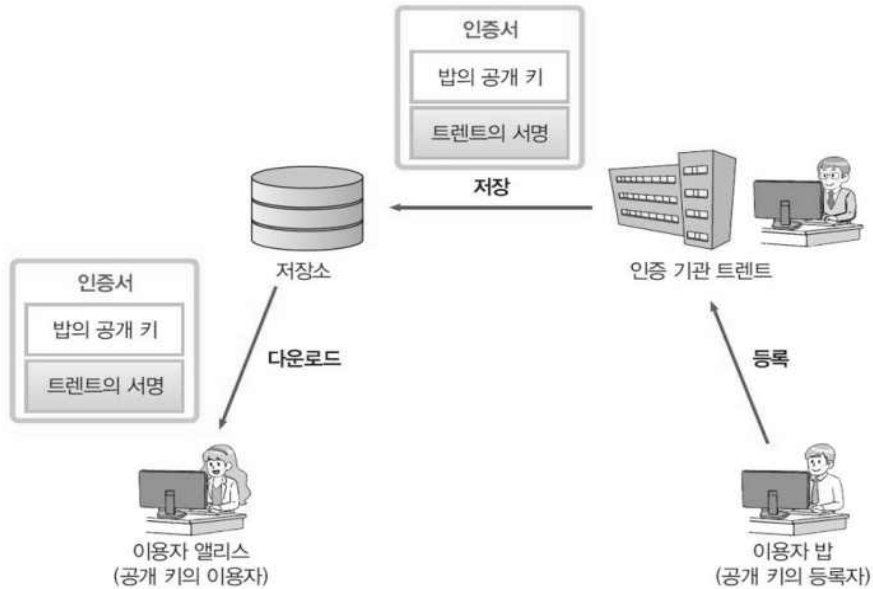 인증서
밥의 공개 키
트렌트의 서명
저장
저장소
인증 기관 트렌트
인증서
밥의 공개 키
트렌트의 서명
다운로드
등록
이용자 앨리스
(공개 키의 이용자)
이용자 밥
(공개 키의 등록자)